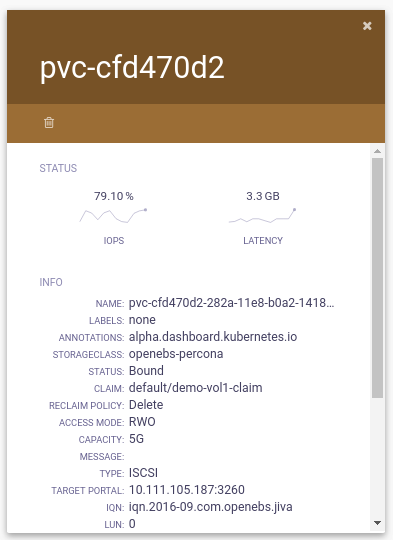 pvc-cfd470d2
STATUS
79.10 % 3.3 GB
IOPS LATENCY
INFO
NAME: pvc-cfd470d2-282a-11e8-b0a2-1418…
LABELS: none
ANNOTATIONS: alpha.dashboard.kubernetes.io
STORAGECLASS: openebs-percona
STATUS: Bound
CLAIM: default/demo-vol1-claim
RECLAIM POLICY: Delete
ACCESS MODE: RWO
CAPACITY: 5G
MESSAGE:
TYPE: ISCSI
TARGET PORTAL: 10.111.105.187:3260
IQN: iqn.2016-09.com.openebs.jiva
LUN: 0